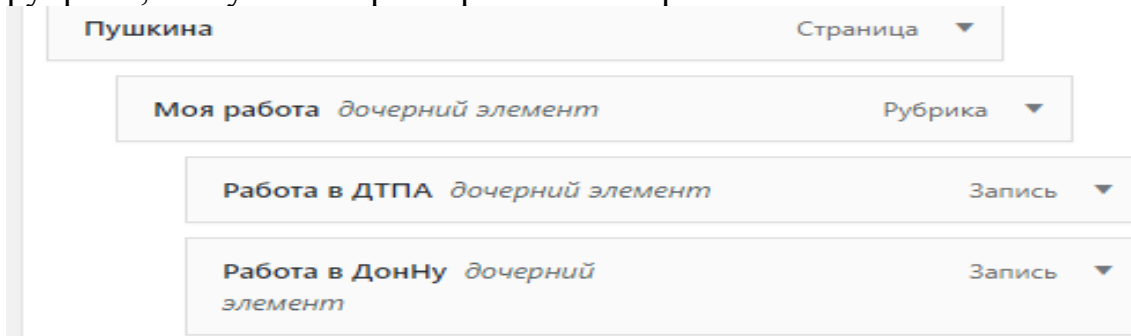 Пушкина Страница
Моя работа дочерний элемент Рубрика
Работа в ДТПА дочерний элемент Запись
Работа в ДонНу дочерний Запись
элемент